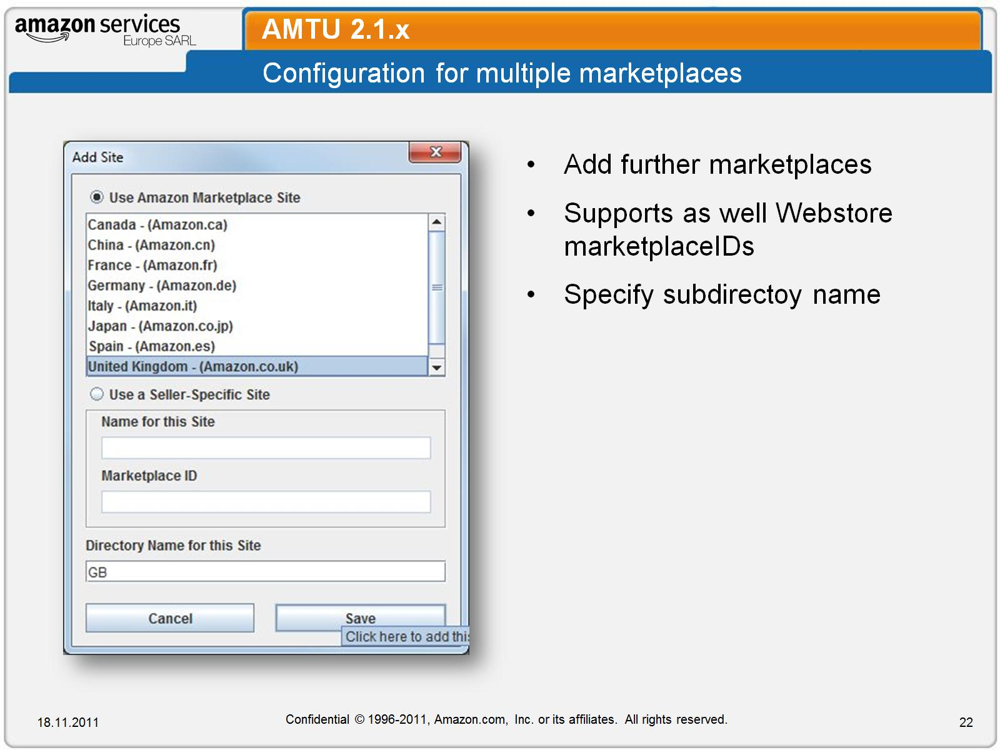 amazon services
Europe SARL
AMTU 2.1.x
Configuration for multiple marketplaces
Add Site
Use Amazon Marketplace Site
Canada - (Amazon.ca)
China - (Amazon.cn)
France - (Amazon.fr)
Germany - (Amazon.de)
Italy - (Amazon.it)
Japan - (Amazon.co.jp)
Spain - (Amazon.es)
United Kingdom - (Amazon.co.uk)
Use a Seller-Specific Site
Name for this Site
Marketplace ID
Directory Name for this Site
GB
Cancel
Save
Click here to add this
• Add further marketplaces
• Supports as well Webstore
marketplaceIDs
• Specify subdirectoy name
18.11.2011
Confidential © 1996-2011, Amazon.com, Inc. or its affiliates. All rights reserved.
22